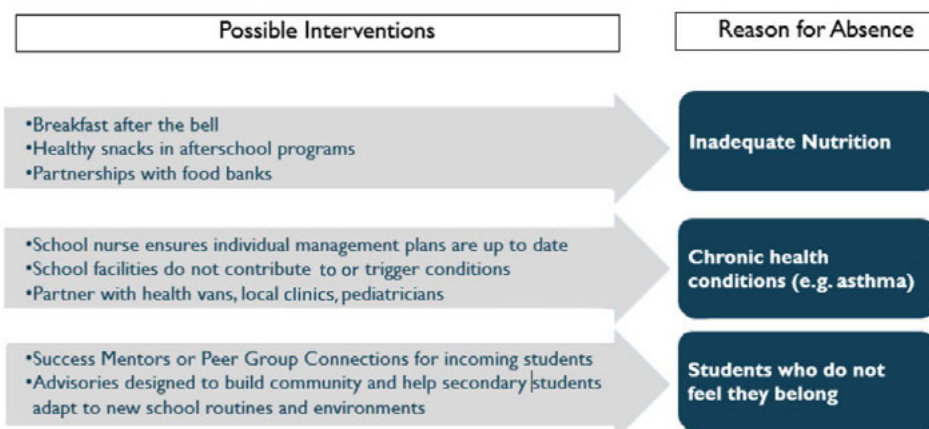 Possible Interventions
Reason for Absence
•Breakfast after the bell
•Healthy snacks in afterschool programs
•Partnerships with food banks
Inadequate Nutrition
•School nurse ensures individual management plans are up to date
•School facilities do not contribute to or trigger conditions
•Partner with health vans, local clinics, pediatricians
Chronic health
conditions (e.g. asthma)
•Success Mentors or Peer Group Connections for incoming students
•Advisories designed to build community and help secondary students
adapt to new school routines and environments
Students who do not
feel they belong